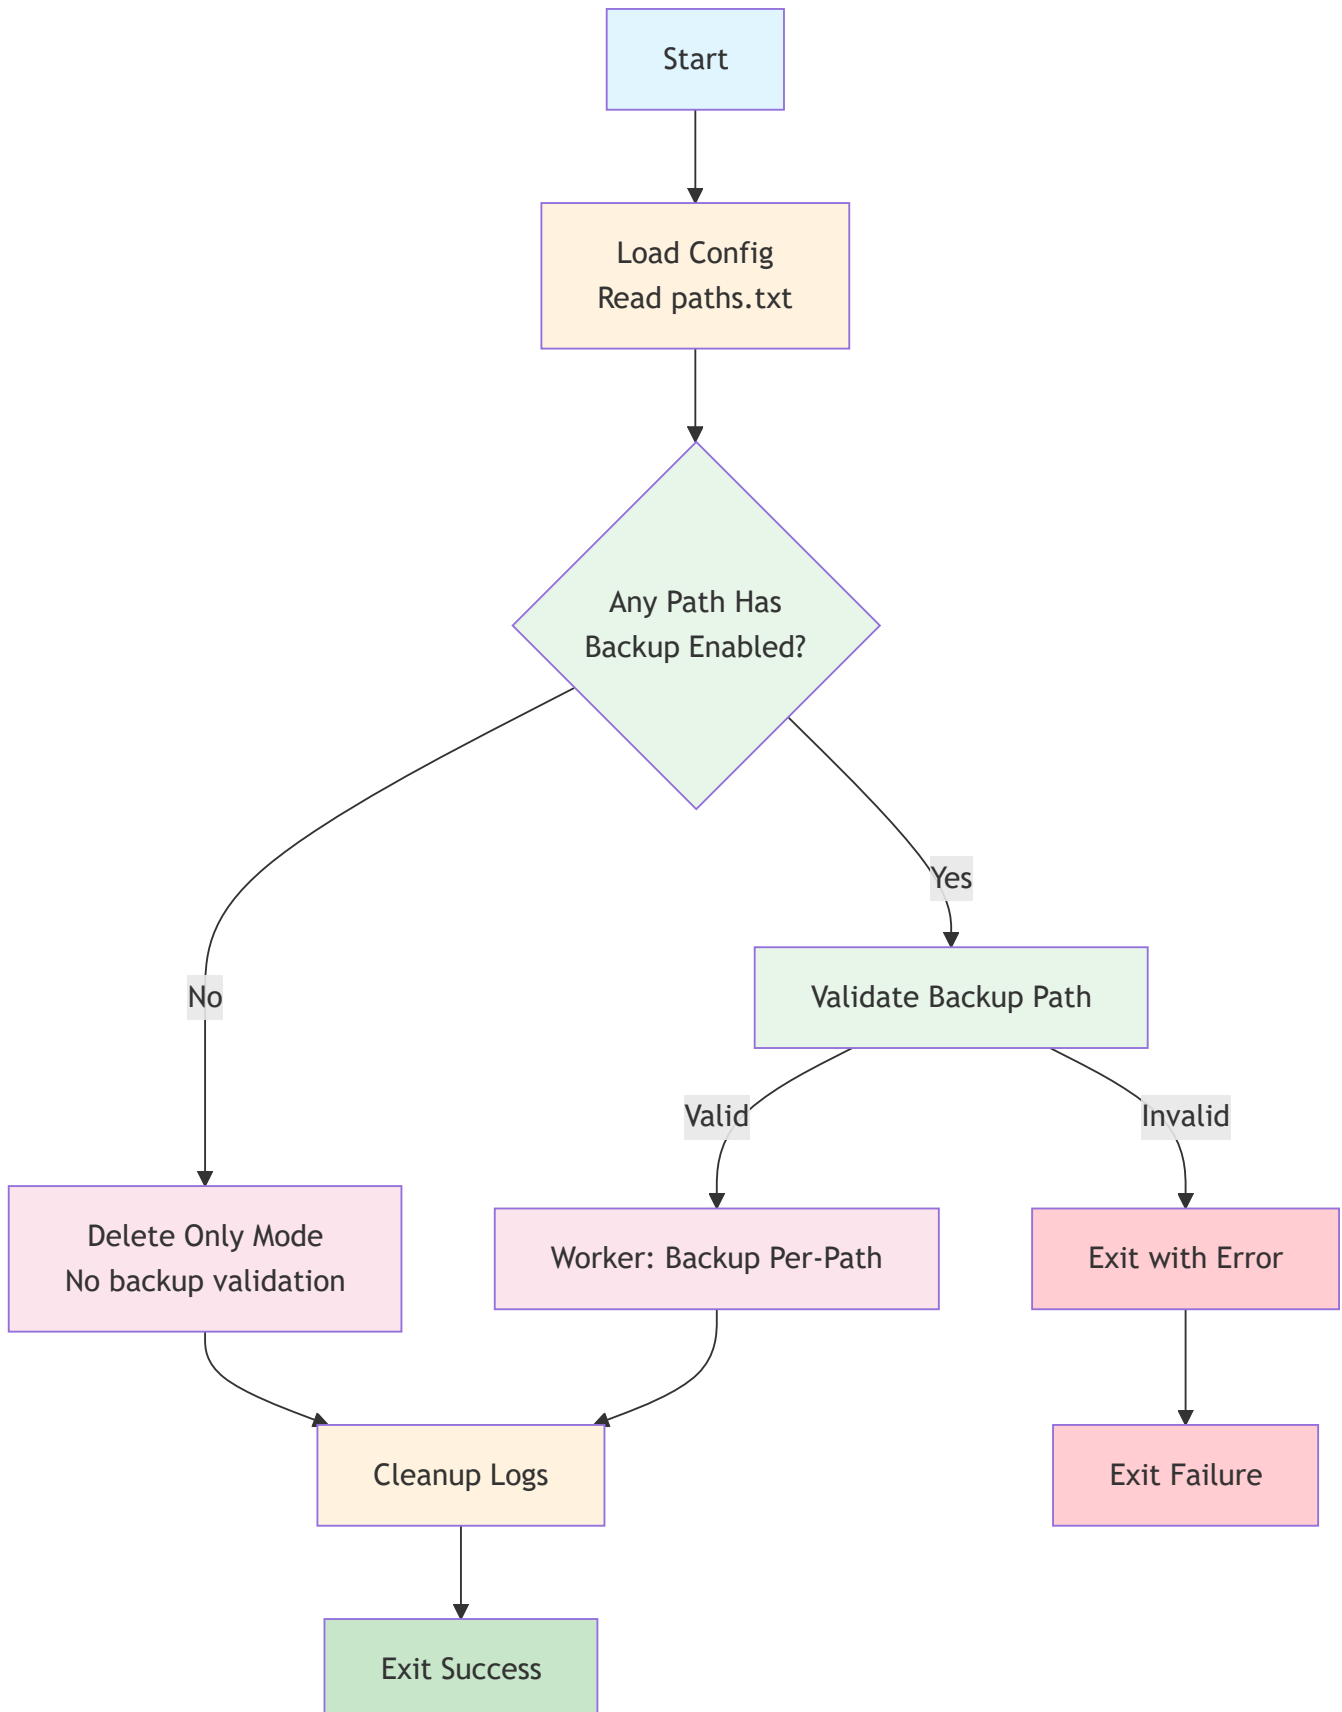 Start
Load Config
Read paths.txt
Any Path Has
Backup Enabled?
Yes
No
Validate Backup Path
Valid
Invalid
Delete Only Mode
No backup validation
Worker: Backup Per-Path
Exit with Error
Cleanup Logs
Exit Failure
Exit Success